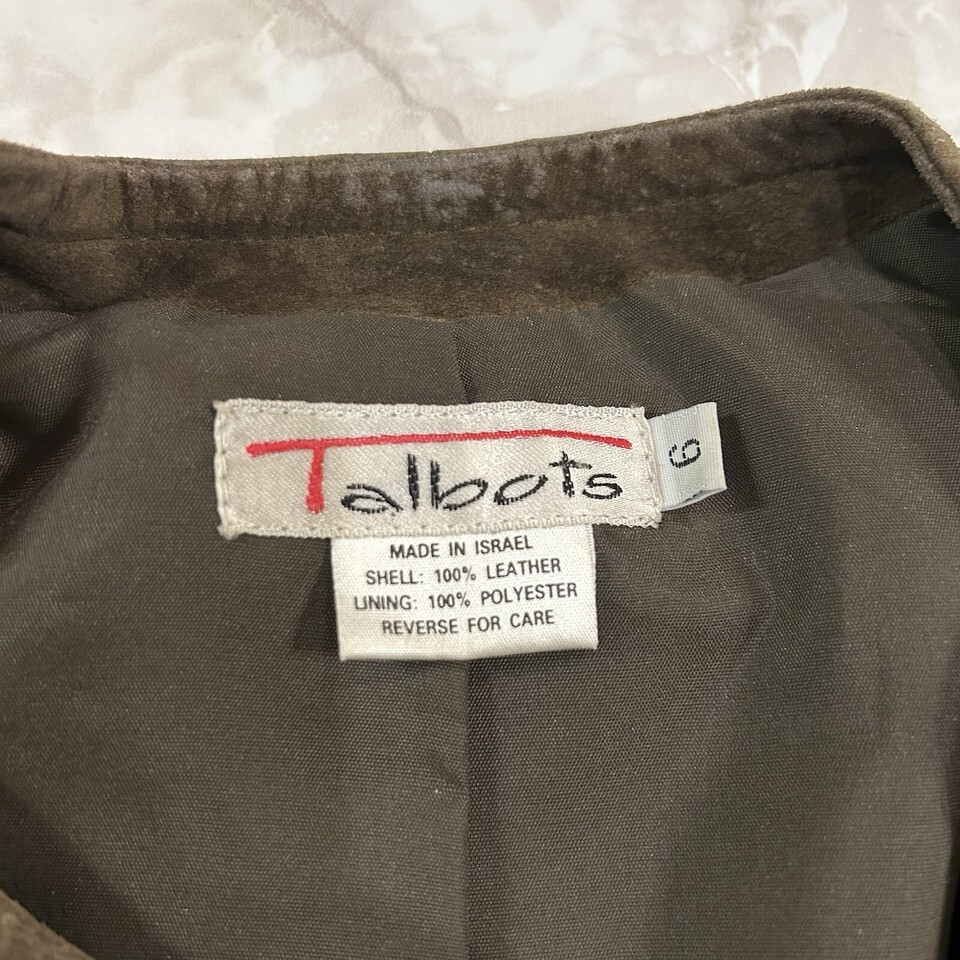 Talbots
6
MADE IN ISRAEL
SHELL: 100% LEATHER
LINING: 100% POLYESTER
REVERSE FOR CARE